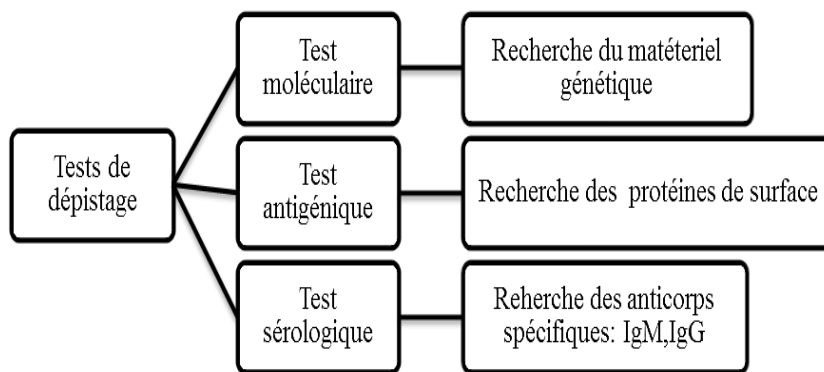 Tests de
dépistage
Test
moléculaire
Recherche du matéteriel
génétique
Test
antigénique
Recherche des protéines de surface
Test
sérologique
Reherche des anticorps
spécifiques: IgM,IgG